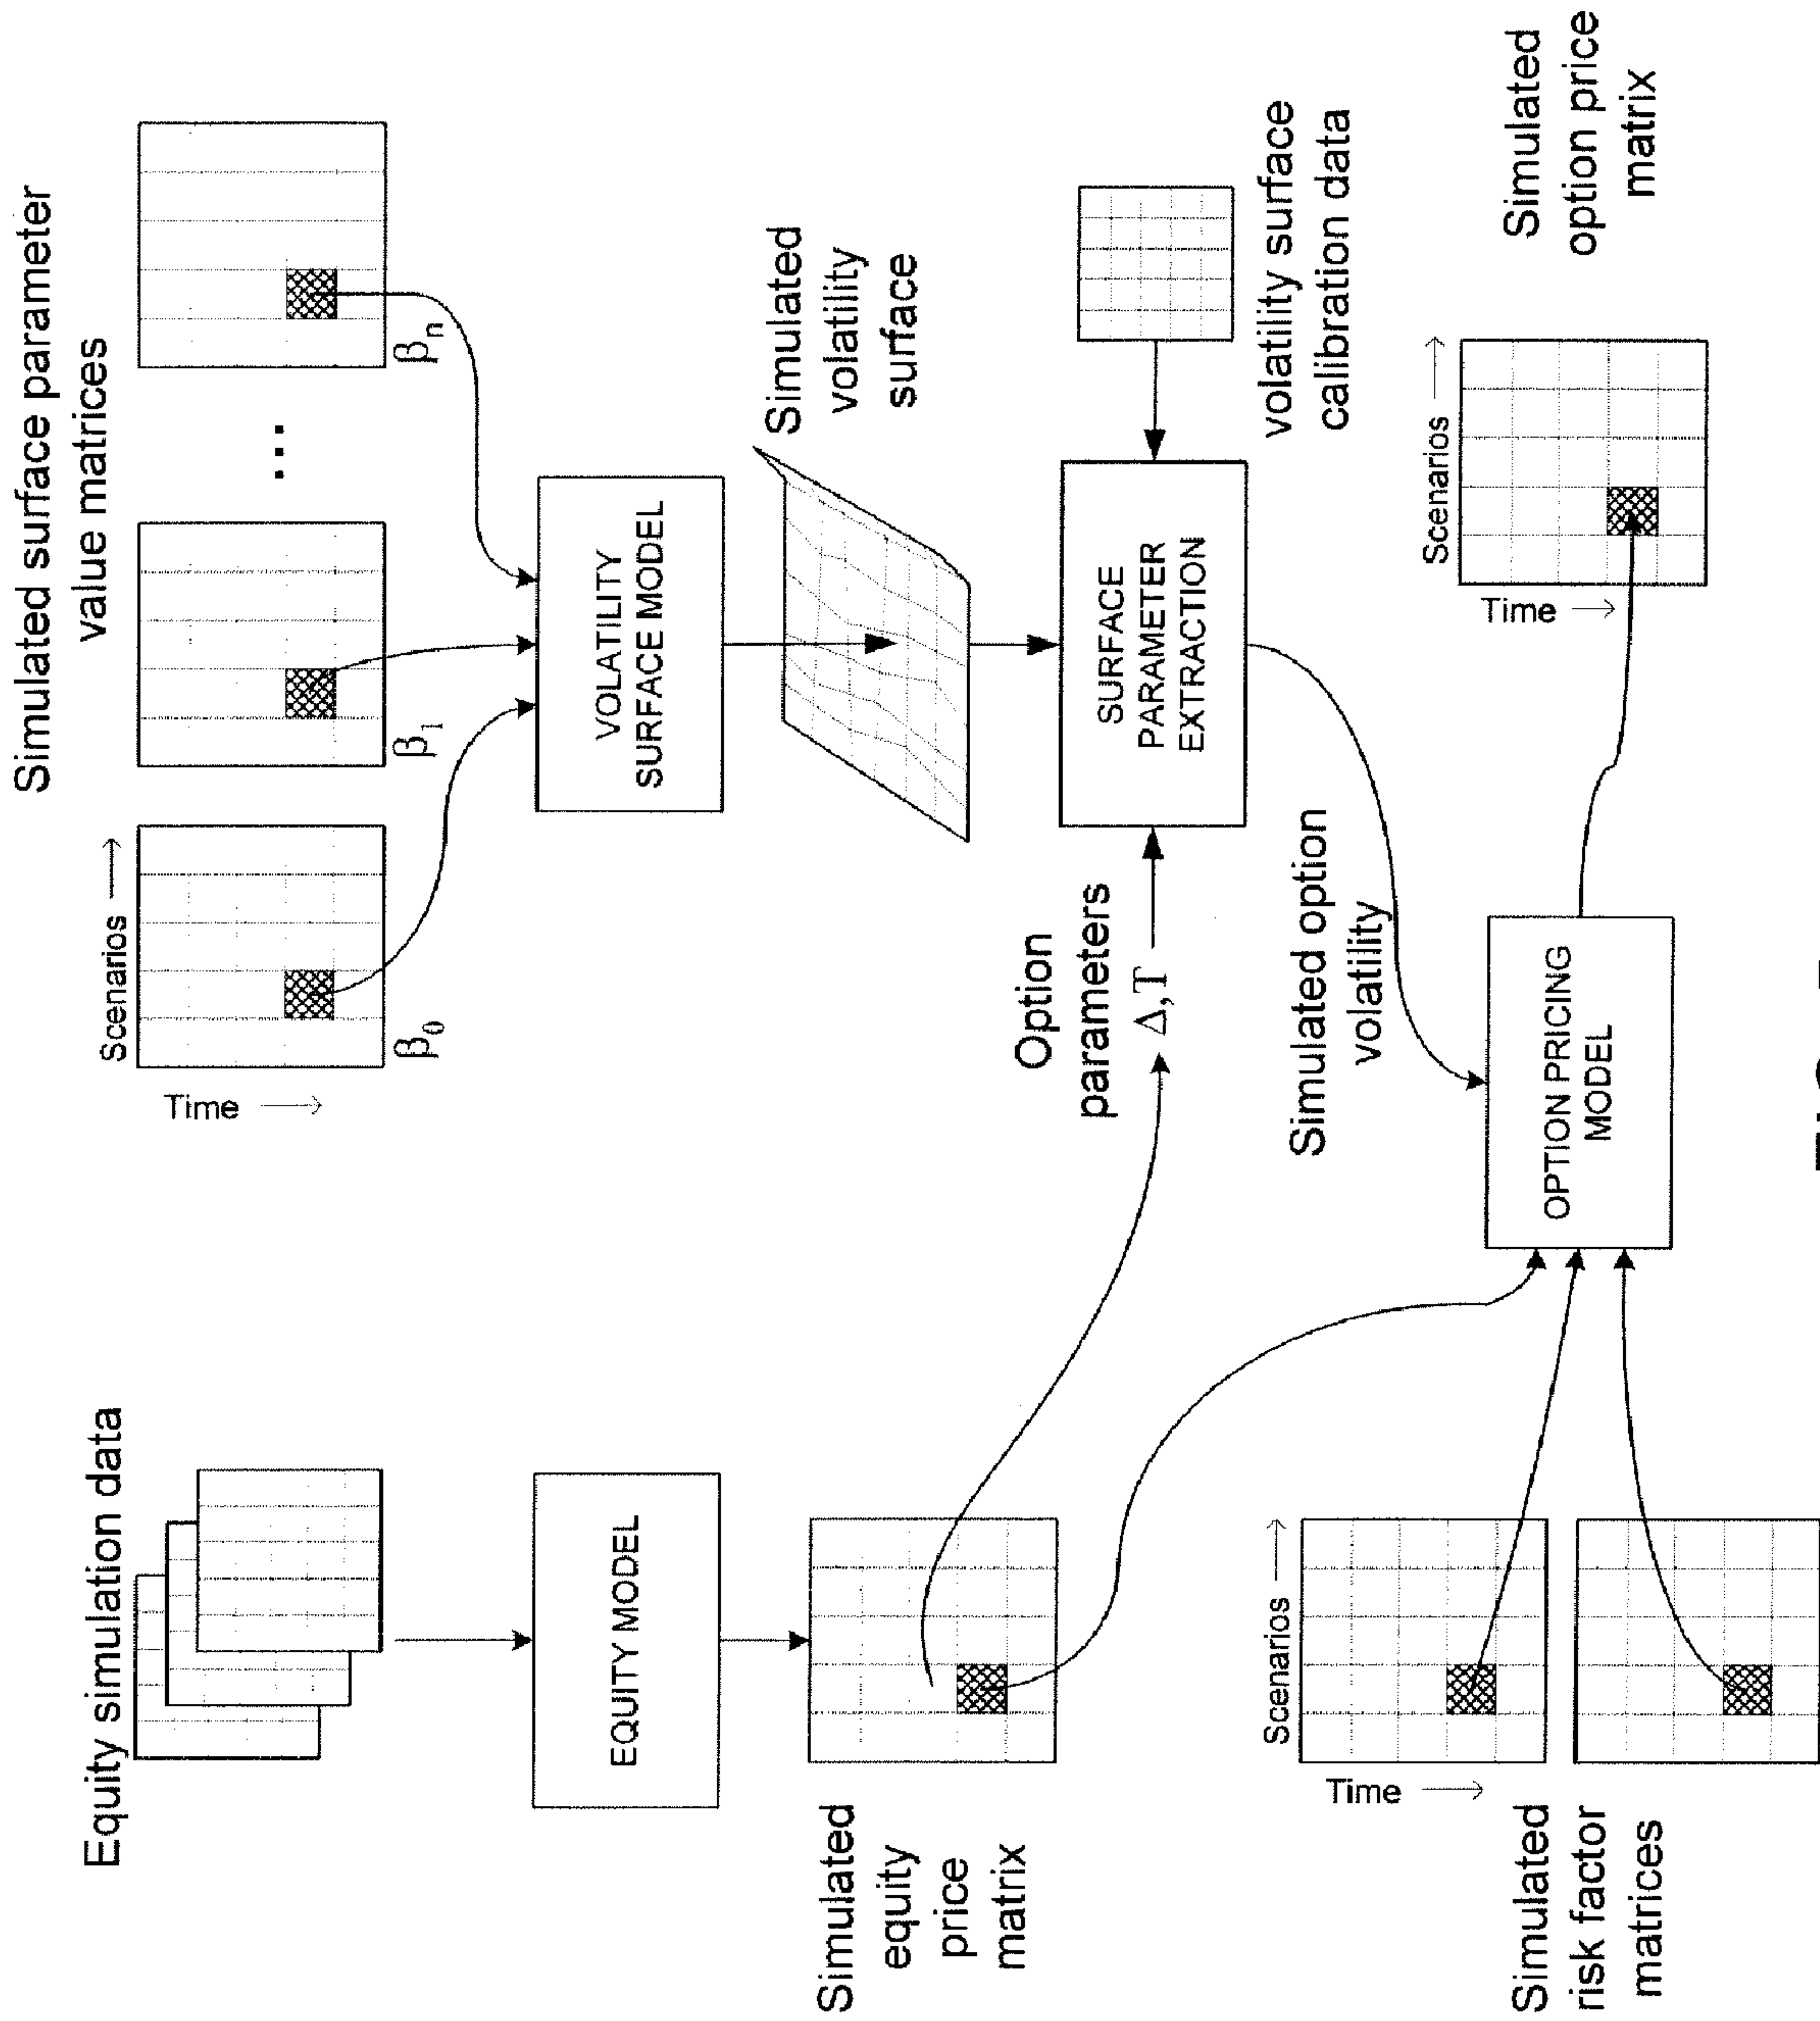 Equity simulation data
EQUITY MODEL
Simulated
equity
price
matrix
Simulated surface parameter
value matrices
Scenarios →
Time →
β0
β1
...
βn
VOLATILITY
SURFACE MODEL
Simulated
volatility
surface
Option
parameters
Δ,T
SURFACE
PARAMETER
EXTRACTION
volatility surface
calibration data
Simulated option
volatility
Scenarios →
Time →
Simulated
risk factor
matrices
OPTION PRICING
MODEL
Scenarios →
Time →
Simulated
option price
matrix